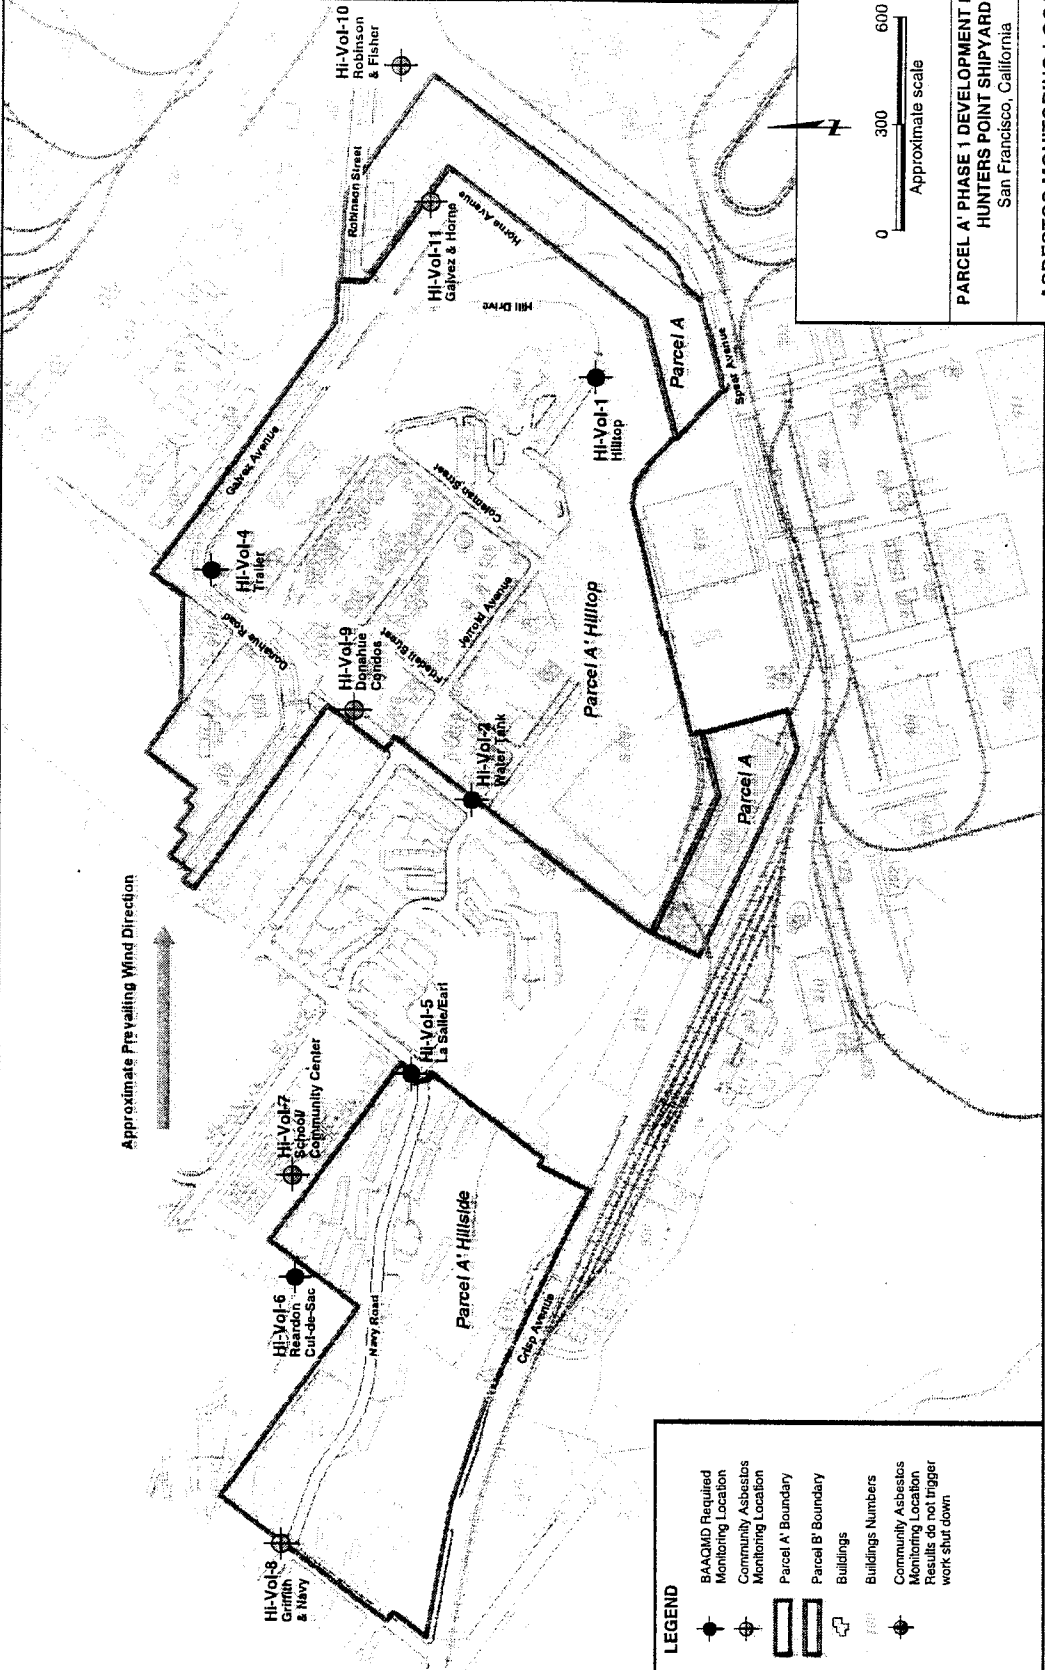 Approximate Prevailing Wind Direction
Hi-Vol-8
Griffith
& Navy
Hi-Vol-6
Reardon
Cul-de-Sac
Hi-Vol-7
School/
Community Center
Hi-Vol-5
La Salle/Earl
Hi-Vol-2
Water Tank
Hi-Vol-9
Donahue
Condos
Hi-Vol-4
Trailer
Hi-Vol-1
Hilltop
Hi-Vol-11
Galvez & Horne
Hi-Vol-10
Robinson
& Fisher
Navy Road
Parcel A' Hillside
Crisp Avenue
Donahue Road
Galvez Avenue
Friedell Street
Jerrold Avenue
Coleman Street
Parcel A' Hilltop
Hill Drive
Horne Avenue
Robinson Street
Parcel A
Parcel A
Spear Avenue
LEGEND
BAAQMD Required
Monitoring Location
Community Asbestos
Monitoring Location
Parcel A' Boundary
Parcel B' Boundary
Buildings
Buildings Numbers
Community Asbestos
Monitoring Location
Results do not trigger
work shut down
0 300 600
Approximate scale
PARCEL A' PHASE 1 DEVELOPMENT
HUNTERS POINT SHIPYARD
San Francisco, California